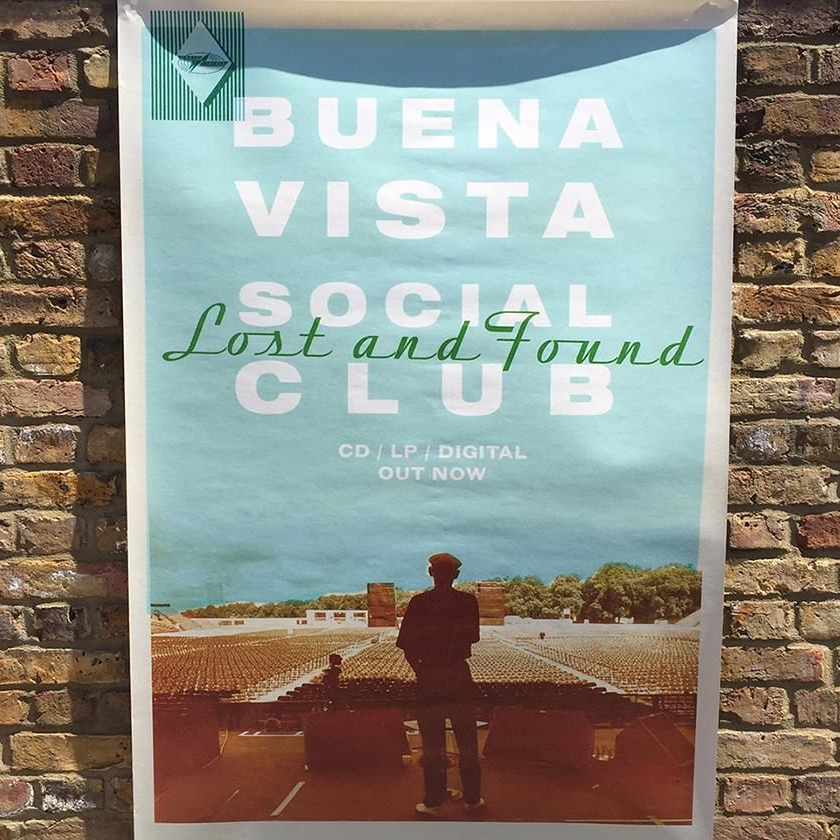 BUENA
VISTA
SOCIAL
Lost and Found
CLUB
CD / LP / DIGITAL
OUT NOW